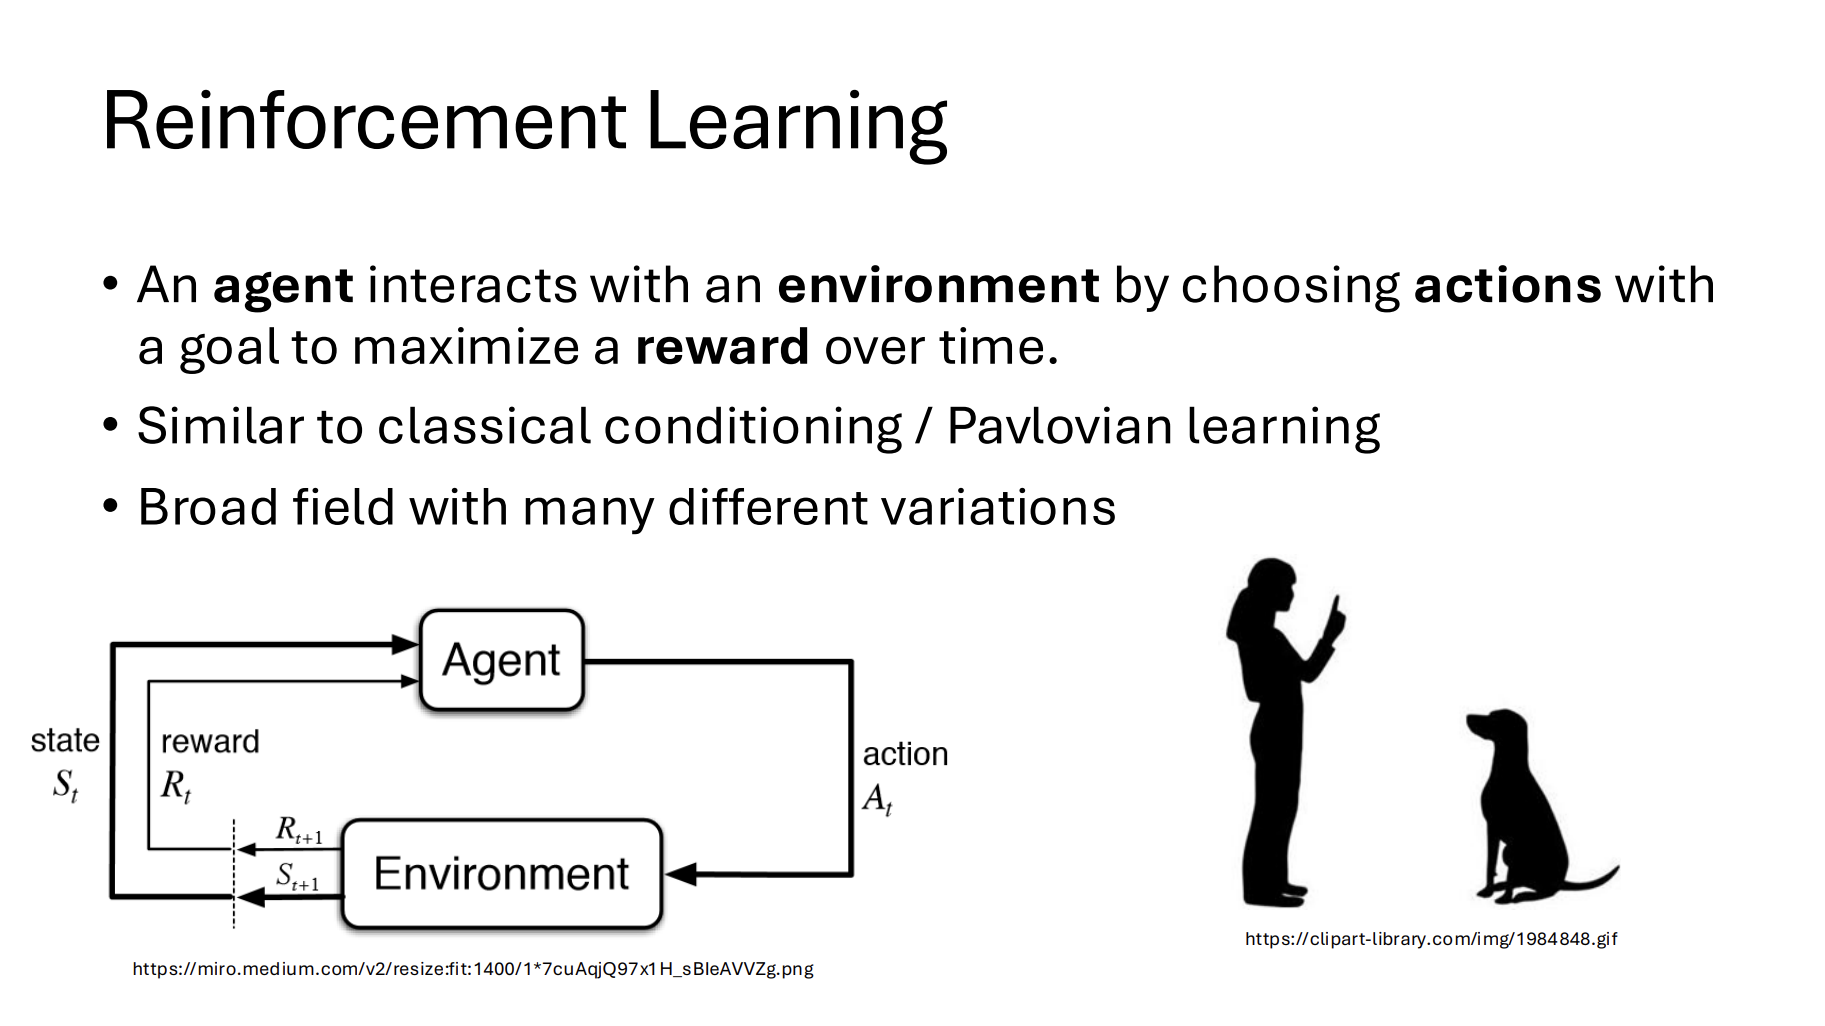 Reinforcement Learning
• An agent interacts with an environment by choosing actions with
a goal to maximize a reward over time.
• Similar to classical conditioning / Pavlovian learning
• Broad field with many different variations
Agent
state
S_t
reward
R_t
action
A_t
R_{t+1}
S_{t+1}
Environment
https://miro.medium.com/v2/resize:fit:1400/1*7cuAqjQ97x1H_sBIeAVVZg.png
https://clipart-library.com/img/1984848.gif